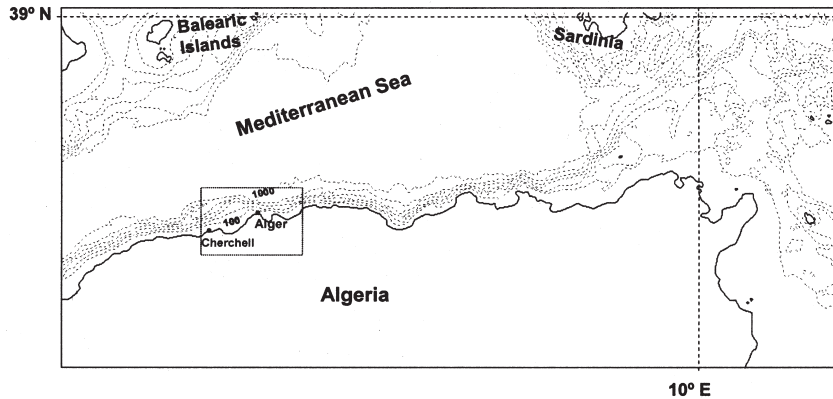 39º N
Balearic
Islands
Sardinia
Mediterranean Sea
1000
100
Alger
Cherchell
Algeria
10º E